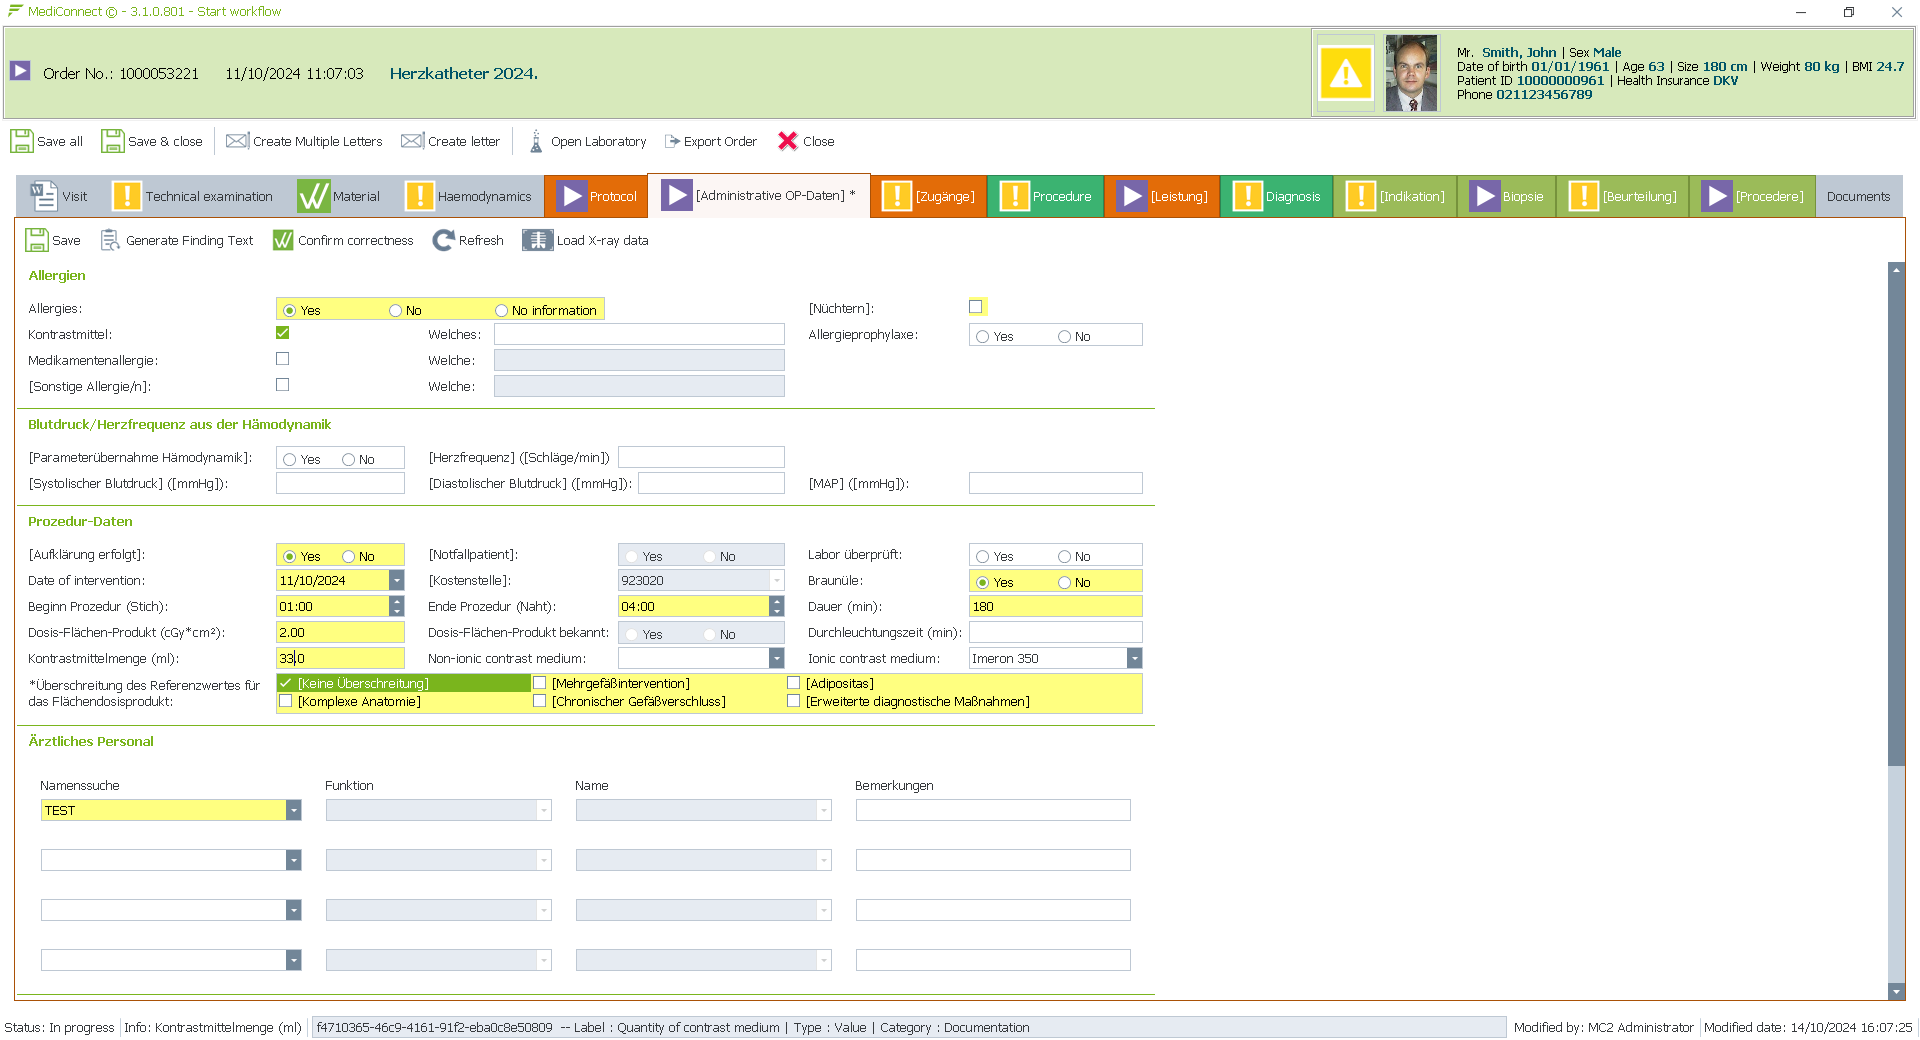 MediConnect © - 3.1.0.801 - Start workflow
Order No.: 1000053221 11/10/2024 11:07:03 Herzkatheter 2024.
Mr. Smith, John | Sex Male
Date of birth 01/01/1961 | Age 63 | Size 180 cm | Weight 80 kg | BMI 24.7
Patient ID 10000000961 | Health Insurance DKV
Phone 021123456789
Save all Save & close Create Multiple Letters Create letter Open Laboratory Export Order Close
Visit Technical examination Material Haemodynamics Protocol [Administrative OP-Daten] * [Zugänge] Procedure [Leistung] Diagnosis [Indikation] Biopsie [Beurteilung] [Procedere] Documents
Save Generate Finding Text Confirm correctness Refresh Load X-ray data
Allergien
Allergies: Yes No No information [Nüchtern]:
Kontrastmittel: Welches: Allergieprophylaxe: Yes No
Medikamentenallergie: Welche:
[Sonstige Allergie/n]: Welche:
Blutdruck/Herzfrequenz aus der Hämodynamik
[Parameterübernahme Hämodynamik]: Yes No [Herzfrequenz] ([Schläge/min])
[Systolischer Blutdruck] ([mmHg]): [Diastolischer Blutdruck] ([mmHg]): [MAP] ([mmHg]):
Prozedur-Daten
[Aufklärung erfolgt]: Yes No [Notfallpatient]: Yes No Labor überprüft: Yes No
Date of intervention: 11/10/2024 [Kostenstelle]: 923020 Braunüle: Yes No
Beginn Prozedur (Stich): 01:00 Ende Prozedur (Naht): 04:00 Dauer (min): 180
Dosis-Flächen-Produkt (cGy*cm²): 2.00 Dosis-Flächen-Produkt bekannt: Yes No Durchleuchtungszeit (min):
Kontrastmittelmenge (ml): 33.0 Non-ionic contrast medium: Ionic contrast medium: Imeron 350
*Überschreitung des Referenzwertes für [Keine Überschreitung] [Mehrgefäßintervention] [Adipositas]
das Flächendosisprodukt: [Komplexe Anatomie] [Chronischer Gefäßverschluss] [Erweiterte diagnostische Maßnahmen]
Ärztliches Personal
Namenssuche Funktion Name Bemerkungen
TEST
Status: In progress Info: Kontrastmittelmenge (ml) f4710365-46c9-4161-91f2-eba0c8e50809 -- Label : Quantity of contrast medium | Type : Value | Category : Documentation Modified by: MC2 Administrator Modified date: 14/10/2024 16:07:25